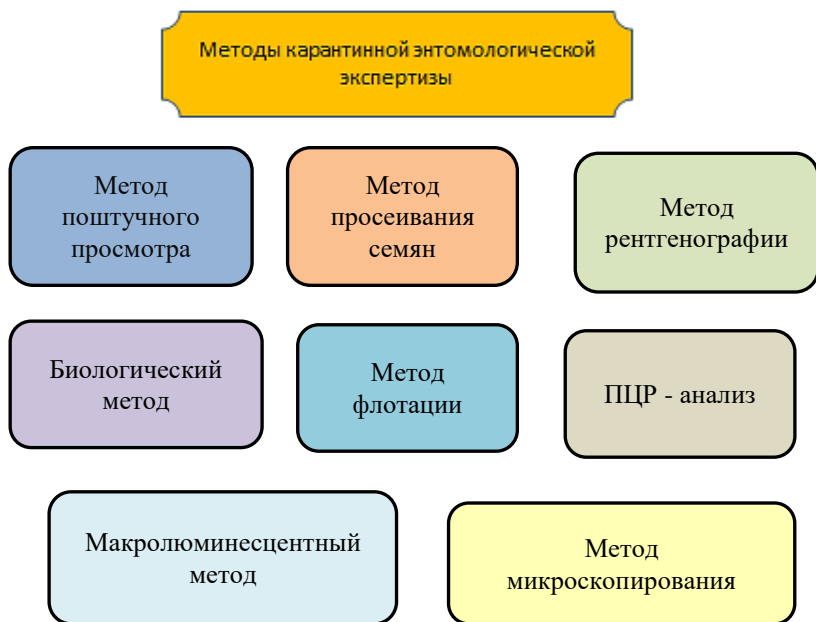 Методы карантинной энтомологической
экспертизы
Метод
поштучного
просмотра
Метод
просеивания
семян
Метод
рентгенографии
Биологический
метод
Метод
флотации
ПЦР - анализ
Макролюминесцентный
метод
Метод
микроскопирования